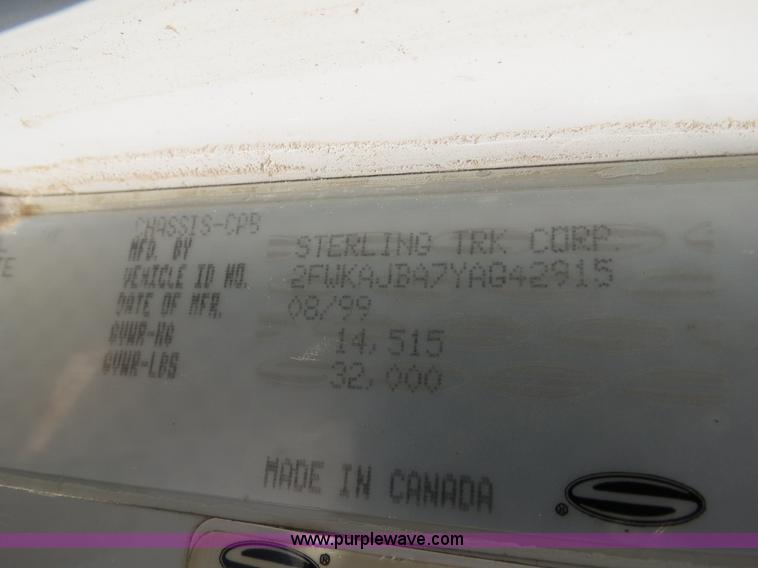 CHASSIS-CPB
MFD. BY STERLING TRK CORP.
VEHICLE ID NO. 2FWKAJBA7YAG42915
DATE OF MFR. 08/99
GVWR-KG 14,515
GVWR-LBS 32,000
MADE IN CANADA
®
®
www.purplewave.com